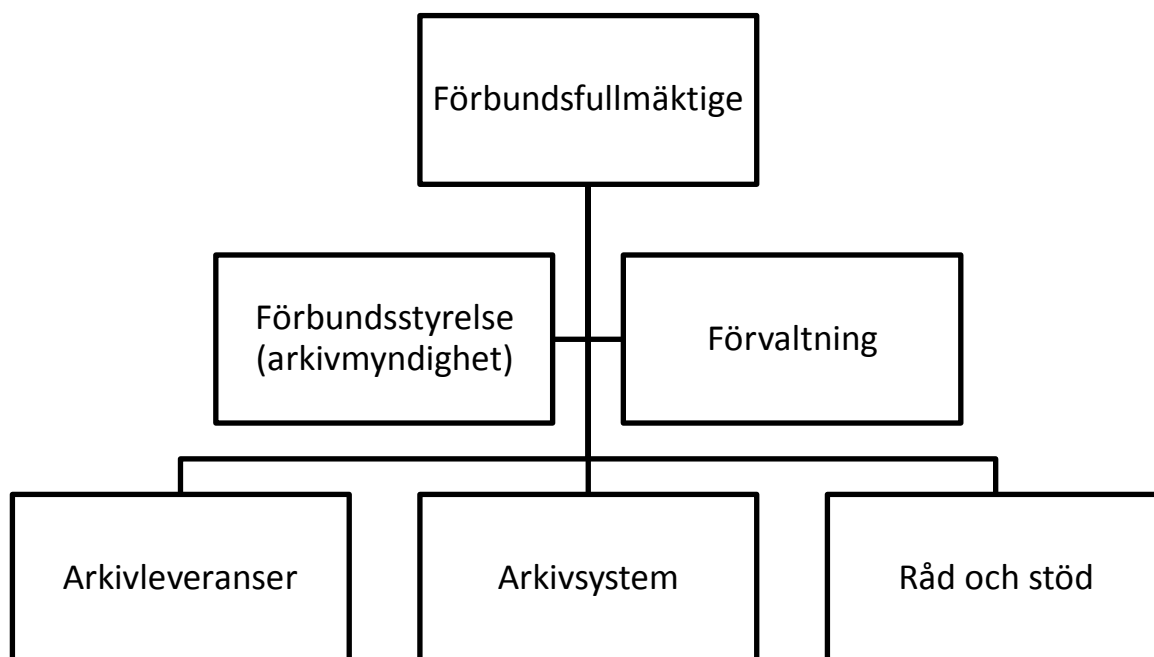 Förbundsfullmäktige
Förbundsstyrelse
(arkivmyndighet)
Förvaltning
Arkivleveranser
Arkivsystem
Råd och stöd